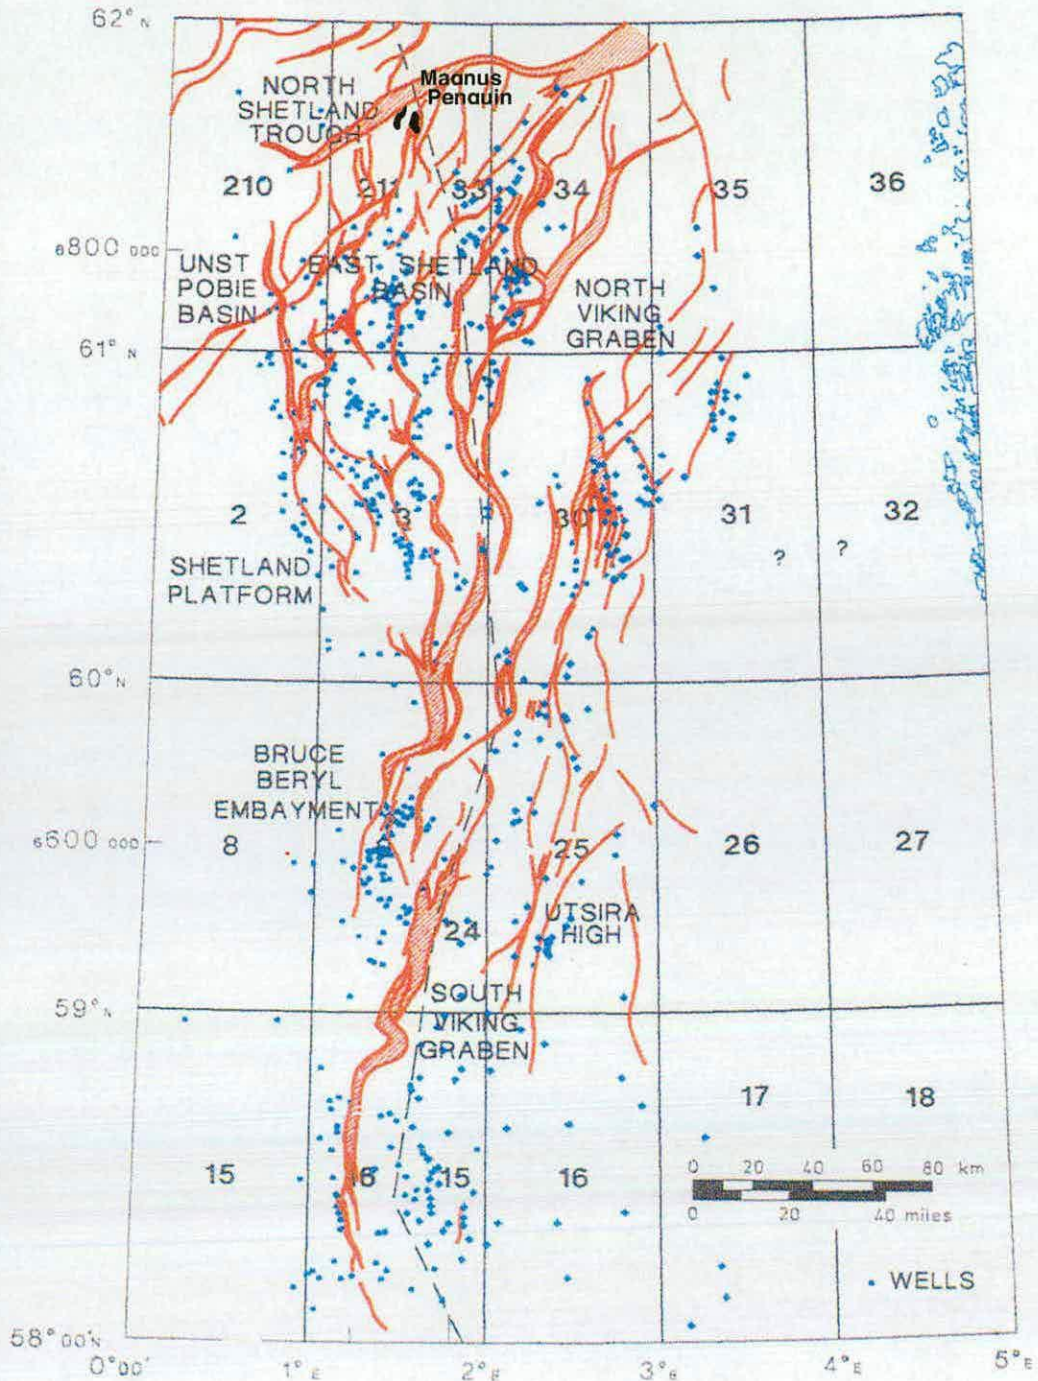 62° N
Magnus
Penguin
NORTH
SHETLAND
TROUGH
210
211
33
34
35
36
6800 000
UNST
POBIE
BASIN
EAST SHETLAND
BASIN
NORTH
VIKING
GRABEN
61° N
2
3
30
31
32
?
?
SHETLAND
PLATFORM
60° N
BRUCE
BERYL
EMBAYMENT
6600 000
8
25
26
27
24
UTSIRA
HIGH
59° N
SOUTH
VIKING
GRABEN
17
18
15
16
15
16
0 20 40 60 80 km
0 20 40 miles
WELLS
58° 00'N
0°00'
1° E
2° E
3° E
4° E
5° E